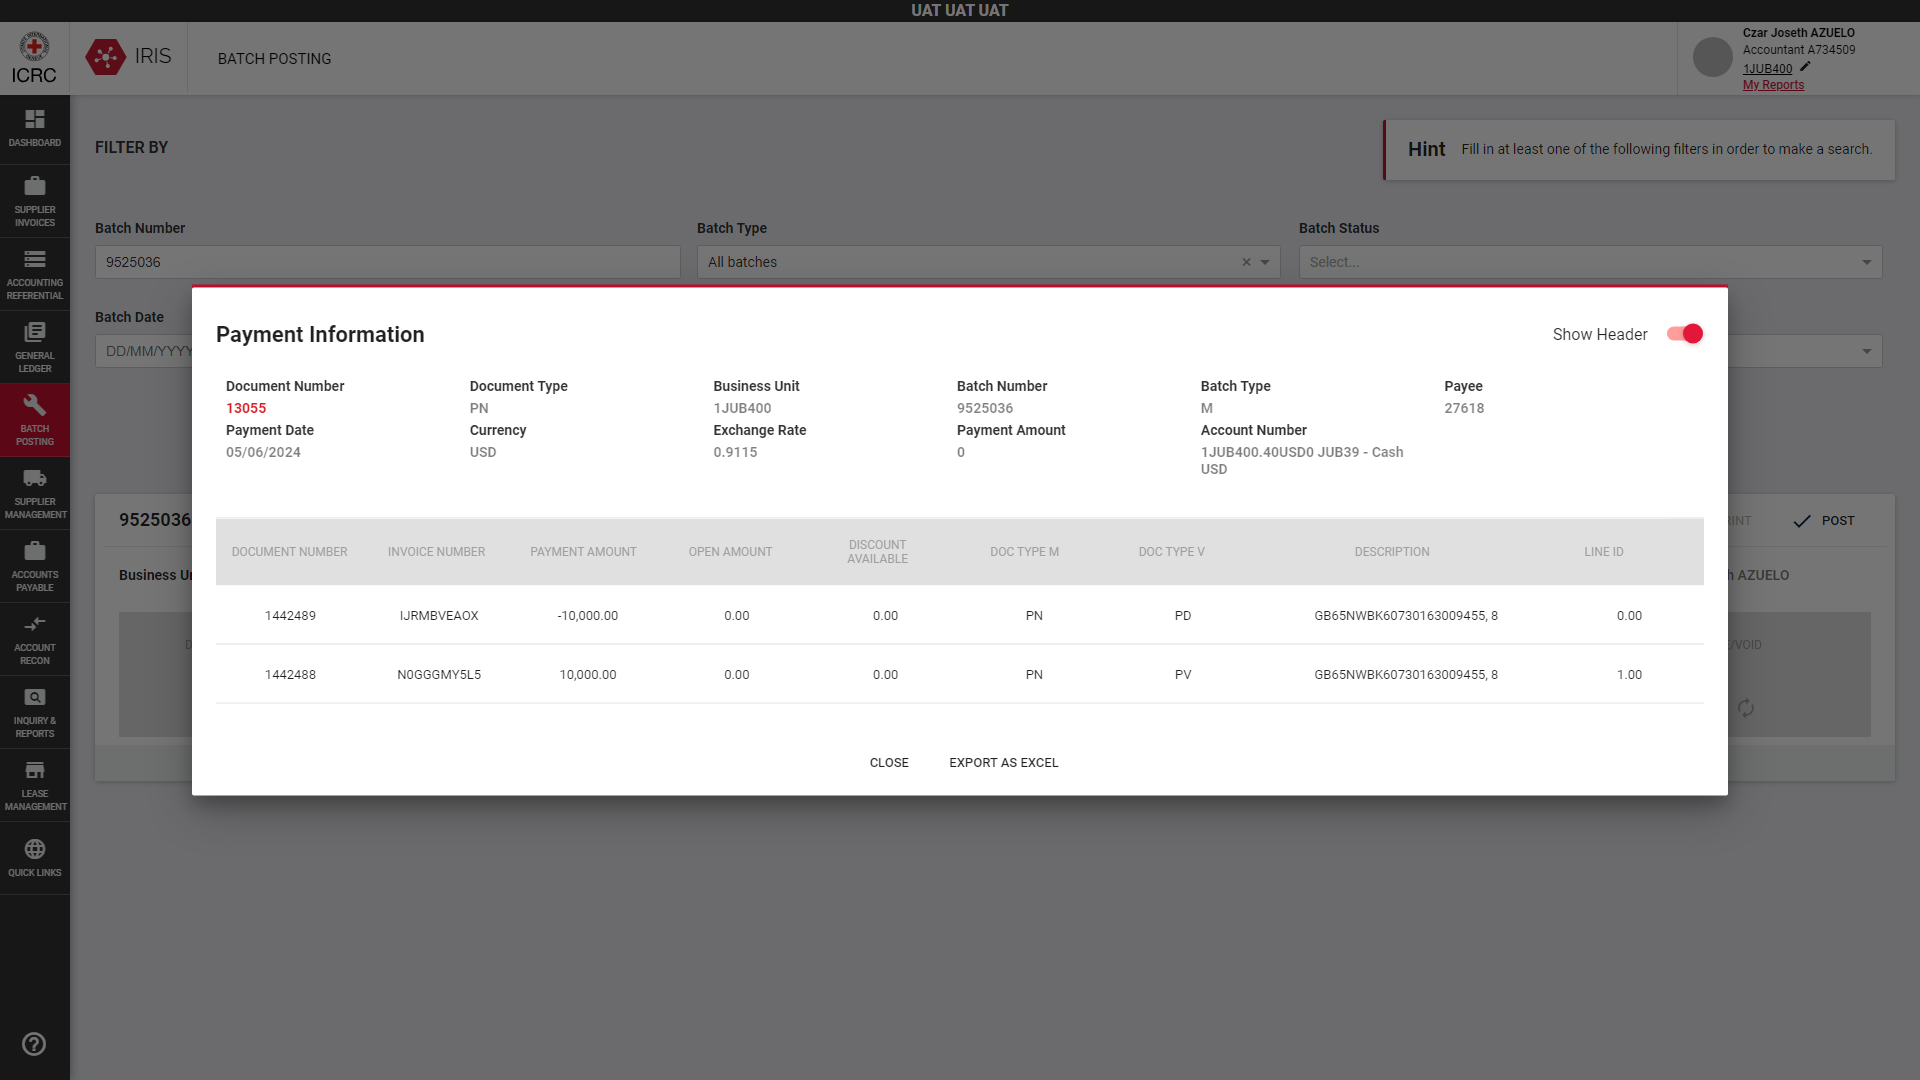 UAT UAT UAT
ICRC
IRIS
BATCH POSTING
Czar Joseth AZUELO
Accountant A734509
1JUB400
My Reports
DASHBOARD
SUPPLIER
INVOICES
ACCOUNTING
REFERENTIAL
GENERAL
LEDGER
BATCH
POSTING
SUPPLIER
MANAGEMENT
ACCOUNTS
PAYABLE
ACCOUNT
RECON
INQUIRY &
REPORTS
LEASE
MANAGEMENT
QUICK LINKS
FILTER BY
Hint Fill in at least one of the following filters in order to make a search.
Batch Number Batch Type Batch Status
9525036 All batches Select...
Batch Date
DD/MM/YYYY
Payment Information Show Header
Document Number Document Type Business Unit Batch Number Batch Type Payee
13055 PN 1JUB400 9525036 M 27618
Payment Date Currency Exchange Rate Payment Amount Account Number
05/06/2024 USD 0.9115 0 1JUB400.40USD0 JUB39 - Cash
USD
9525036 POST
Business AZUELO
DOCUMENT NUMBER INVOICE NUMBER PAYMENT AMOUNT OPEN AMOUNT DISCOUNT
AVAILABLE DOC TYPE M DOC TYPE V DESCRIPTION LINE ID
1442489 IJRMBVEAOX -10,000.00 0.00 0.00 PN PD GB65NWBK60730163009455, 8 0.00
/VOID
1442488 N0GGGMY5L5 10,000.00 0.00 0.00 PN PV GB65NWBK60730163009455, 8 1.00
CLOSE EXPORT AS EXCEL